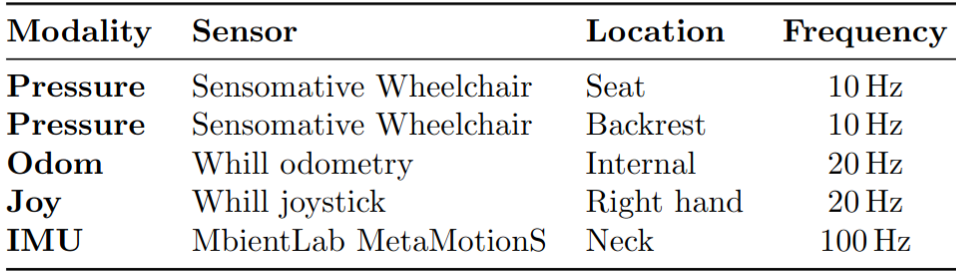 Modality Sensor Location Frequency
Pressure Sensomative Wheelchair Seat 10 Hz
Pressure Sensomative Wheelchair Backrest 10 Hz
Odom Whill odometry Internal 20 Hz
Joy Whill joystick Right hand 20 Hz
IMU MbientLab MetaMotionS Neck 100 Hz